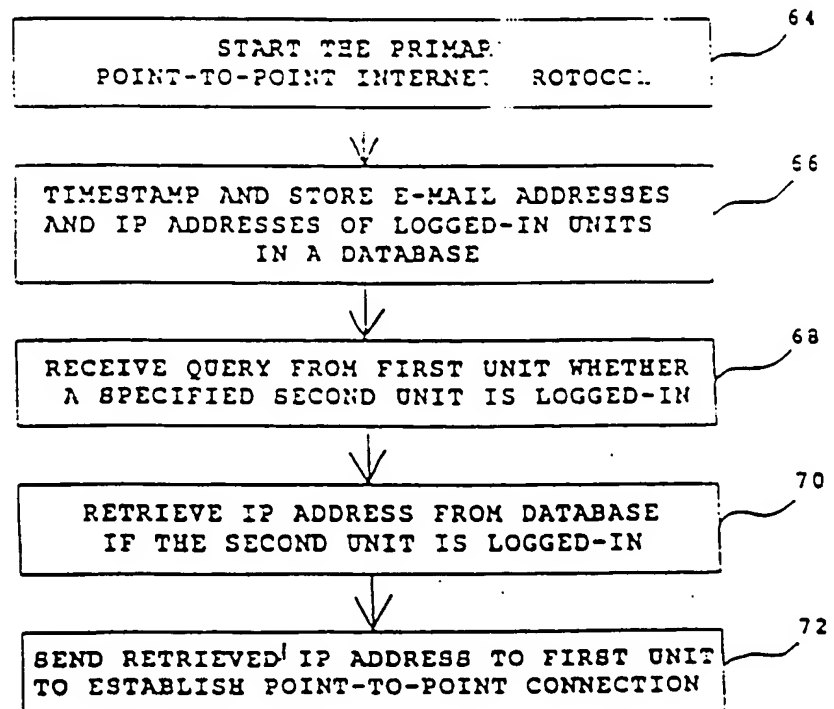 64
START THE PRIMAR
POINT-TO-POINT INTERNET ROTOCOL
66
TIMESTAMP AND STORE E-MAIL ADDRESSES
AND IP ADDRESSES OF LOGGED-IN UNITS
IN A DATABASE
68
RECEIVE QUERY FROM FIRST UNIT WHETHER
A SPECIFIED SECOND UNIT IS LOGGED-IN
70
RETRIEVE IP ADDRESS FROM DATABASE
IF THE SECOND UNIT IS LOGGED-IN
72
SEND RETRIEVED IP ADDRESS TO FIRST UNIT
TO ESTABLISH POINT-TO-POINT CONNECTION